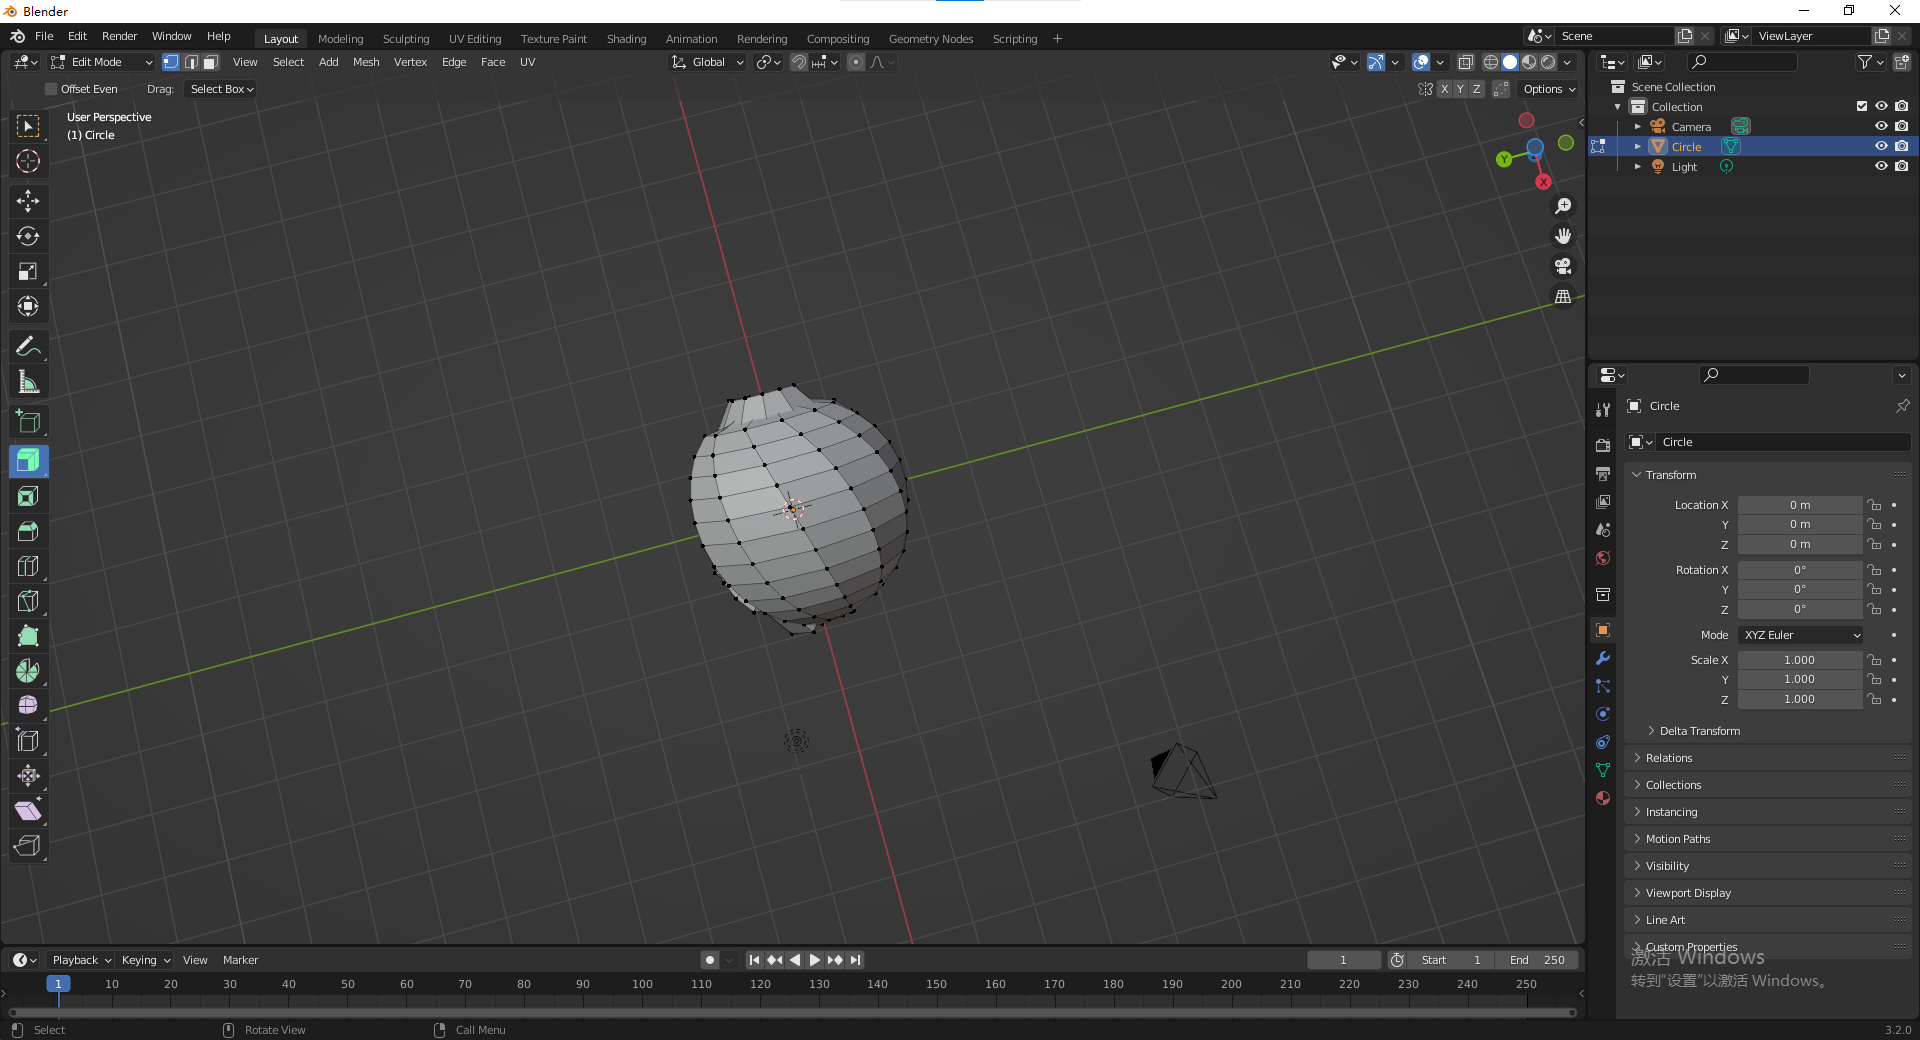 Blender
File Edit Render Window Help Layout Modeling Sculpting UV Editing Texture Paint Shading Animation Rendering Compositing Geometry Nodes Scripting + Scene ViewLayer
Edit Mode View Select Add Mesh Vertex Edge Face UV Global
Offset Even Drag: Select Box X Y Z Options
User Perspective
(1) Circle
Y
X
Scene Collection
Collection
Camera
Circle
Light
Circle
Circle
Transform
Location X 0 m
Y 0 m
Z 0 m
Rotation X 0°
Y 0°
Z 0°
Mode XYZ Euler
Scale X 1.000
Y 1.000
Z 1.000
Delta Transform
Relations
Collections
Instancing
Motion Paths
Visibility
Viewport Display
Line Art
Custom Properties
激活 Windows
转到“设置”以激活 Windows。
Playback Keying View Marker 1 Start 1 End 250
1 10 20 30 40 50 60 70 80 90 100 110 120 130 140 150 160 170 180 190 200 210 220 230 240 250
Select Rotate View Call Menu 3.2.0